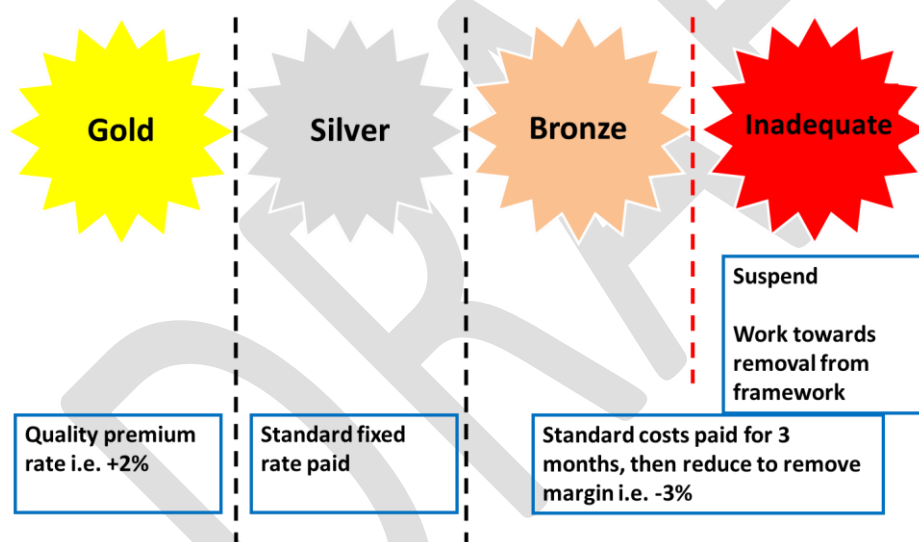 Gold
Silver
Bronze
Inadequate
Suspend
Work towards
removal from
framework
Quality premium
rate i.e. +2%
Standard fixed
rate paid
Standard costs paid for 3
months, then reduce to remove
margin i.e. -3%
DRAFT